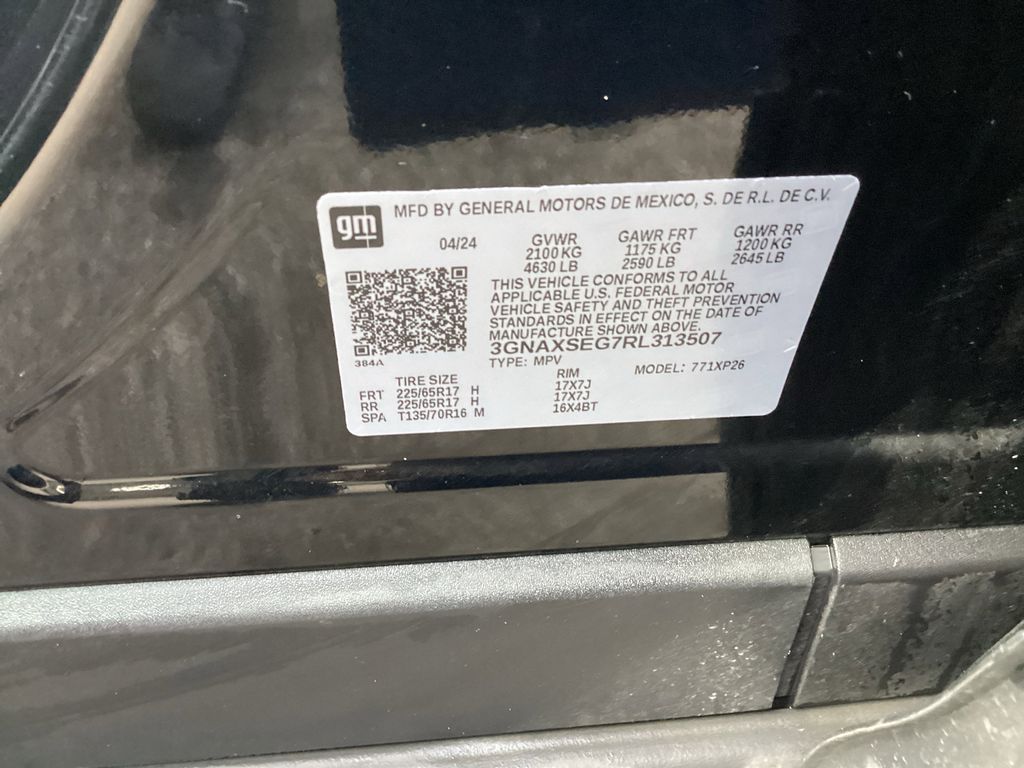 gm
MFD BY GENERAL MOTORS DE MEXICO, S. DE R.L. DE C.V.
04/24 GVWR GAWR FRT GAWR RR
2100 KG 1175 KG 1200 KG
4630 LB 2590 LB 2645 LB
THIS VEHICLE CONFORMS TO ALL
APPLICABLE U.S. FEDERAL MOTOR
VEHICLE SAFETY AND THEFT PREVENTION
STANDARDS IN EFFECT ON THE DATE OF
MANUFACTURE SHOWN ABOVE.
3GNAXSEG7RL313507
384A
TYPE: MPV MODEL: 771XP26
TIRE SIZE RIM
FRT 225/65R17 H 17X7J
RR 225/65R17 H 17X7J
SPA T135/70R16 M 16X4BT